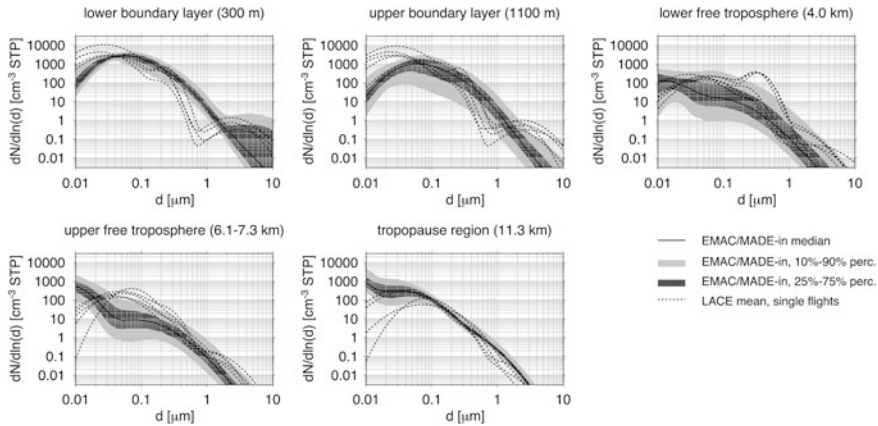 lower boundary layer (300 m)
dN/dln(d) [cm⁻³ STP]
10000
1000
100
10
1
0.1
0.01
0.01 0.1 1 10
d [μm]
upper boundary layer (1100 m)
dN/dln(d) [cm⁻³ STP]
10000
1000
100
10
1
0.1
0.01
0.01 0.1 1 10
d [μm]
lower free troposphere (4.0 km)
dN/dln(d) [cm⁻³ STP]
10000
1000
100
10
1
0.1
0.01
0.01 0.1 1 10
d [μm]
upper free troposphere (6.1-7.3 km)
dN/dln(d) [cm⁻³ STP]
10000
1000
100
10
1
0.1
0.01
0.01 0.1 1 10
d [μm]
tropopause region (11.3 km)
dN/dln(d) [cm⁻³ STP]
10000
1000
100
10
1
0.1
0.01
0.01 0.1 1 10
d [μm]
EMAC/MADE-in median
EMAC/MADE-in, 10%-90% perc.
EMAC/MADE-in, 25%-75% perc.
LACE mean, single flights